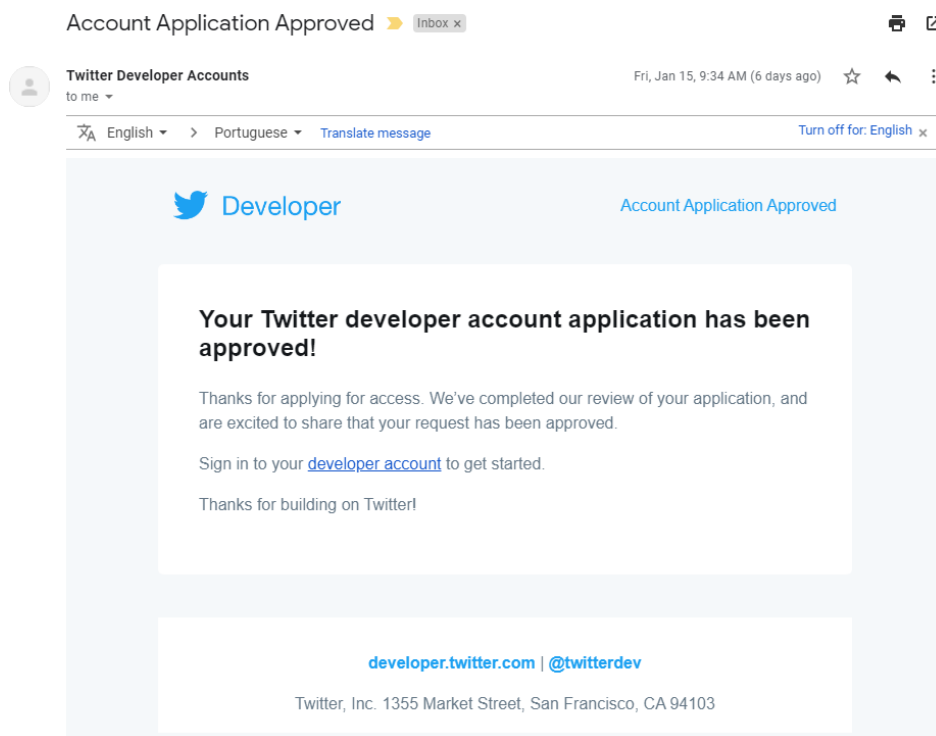 Account Application Approved Inbox ×
Twitter Developer Accounts Fri, Jan 15, 9:34 AM (6 days ago)
to me
English > Portuguese Translate message Turn off for: English ×
Developer Account Application Approved
Your Twitter developer account application has been
approved!
Thanks for applying for access. We've completed our review of your application, and
are excited to share that your request has been approved.
Sign in to your developer account to get started.
Thanks for building on Twitter!
developer.twitter.com | @twitterdev
Twitter, Inc. 1355 Market Street, San Francisco, CA 94103